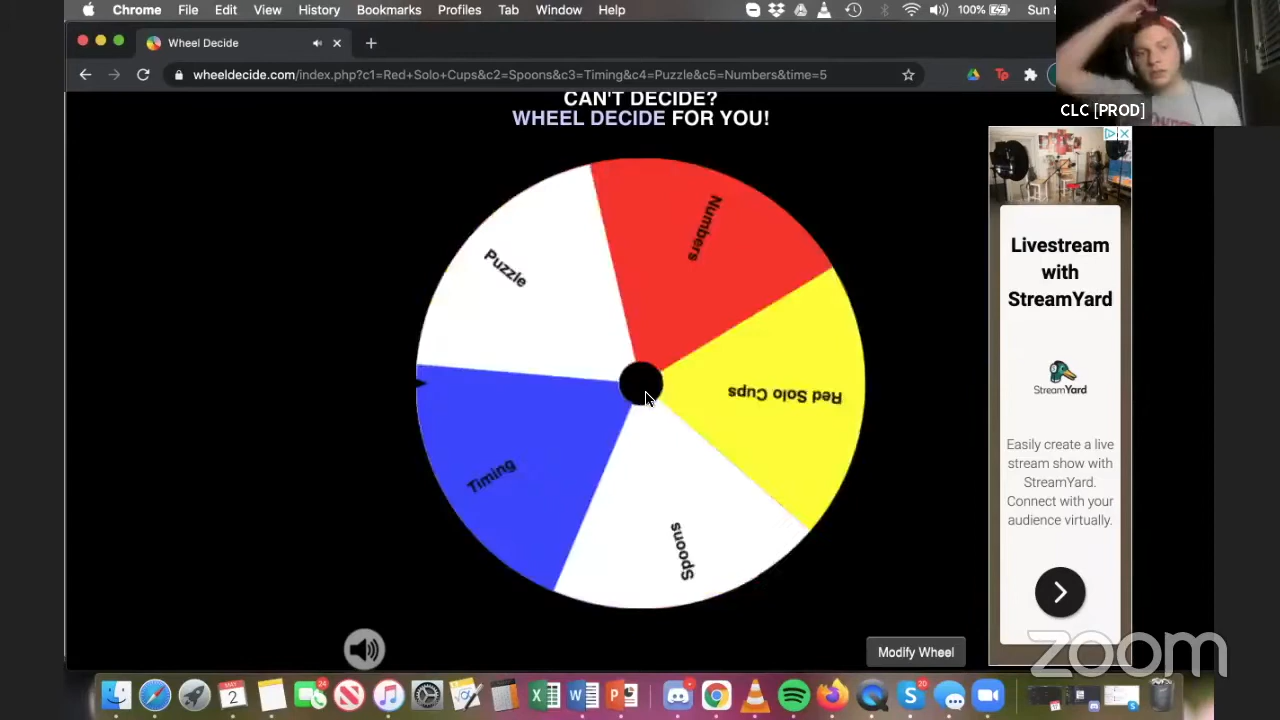 Chrome File Edit View History Bookmarks Profiles Tab Window Help
100%
Sun
Wheel Decide
wheeldecide.com/index.php?c1=Red+Solo+Cups&c2=Spoons&c3=Timing&c4=Puzzle&c5=Numbers&time=5
CLC [PROD]
CAN'T DECIDE?
WHEEL DECIDE FOR YOU!
Numbers
Puzzle
Red Solo Cups
Timing
Spoons
Livestream
with
StreamYard
StreamYard
Easily create a live
stream show with
StreamYard.
Connect with your
audience virtually.
Modify Wheel
zoom